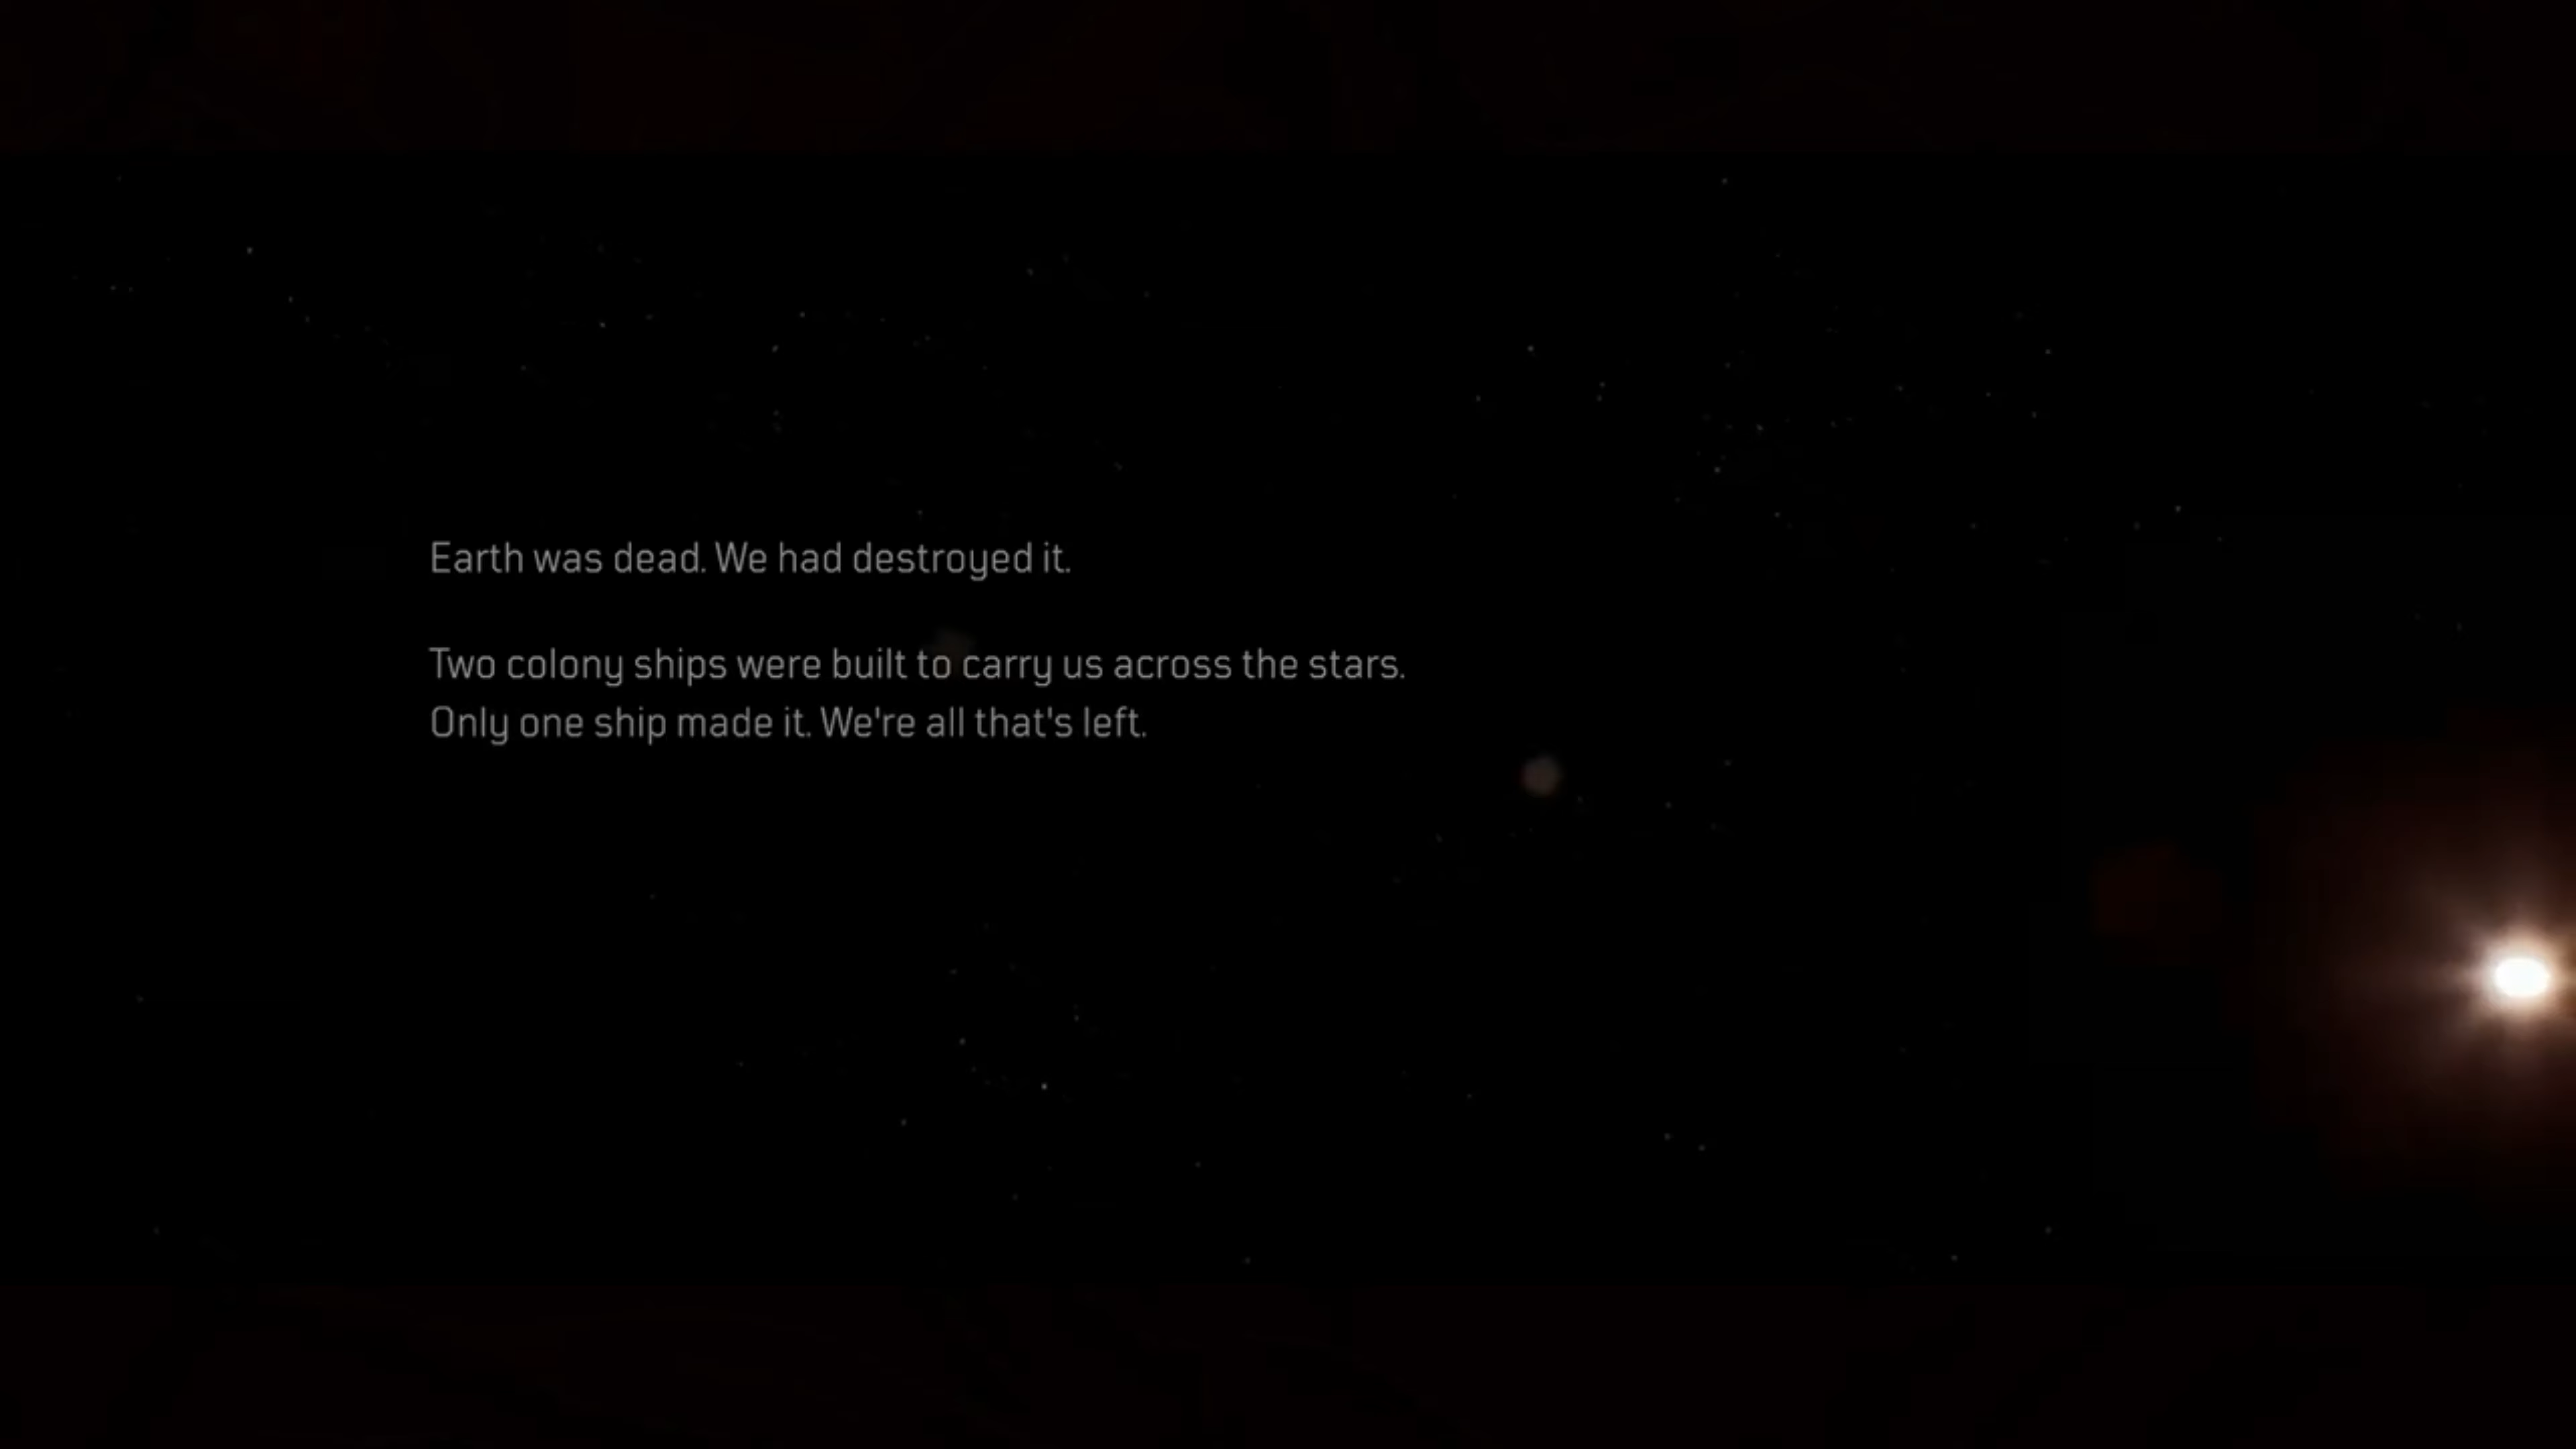 Earth was dead. We had destroyed it.
Two colony ships were built to carry us across the stars.
Only one ship made it. We're all that's left.